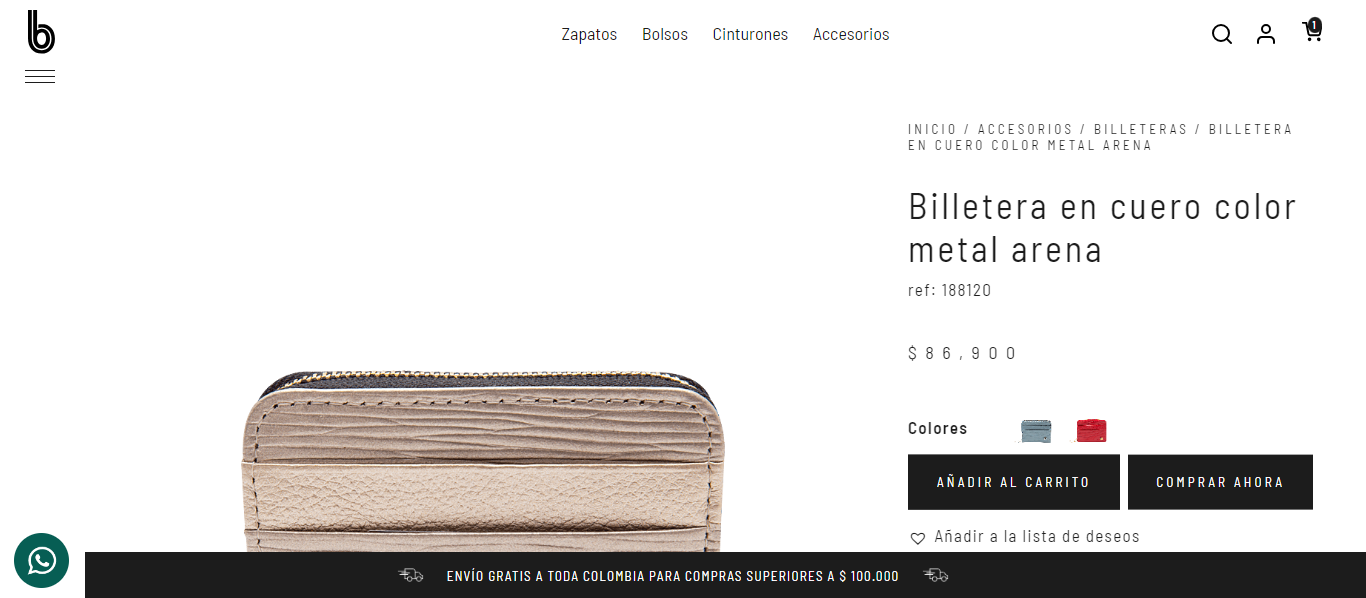 b
Zapatos Bolsos Cinturones Accesorios
1
INICIO / ACCESORIOS / BILLETERAS / BILLETERA
EN CUERO COLOR METAL ARENA
Billetera en cuero color
metal arena
ref: 188120
$86,900
Colores
AÑADIR AL CARRITO COMPRAR AHORA
Añadir a la lista de deseos
ENVÍO GRATIS A TODA COLOMBIA PARA COMPRAS SUPERIORES A $ 100.000